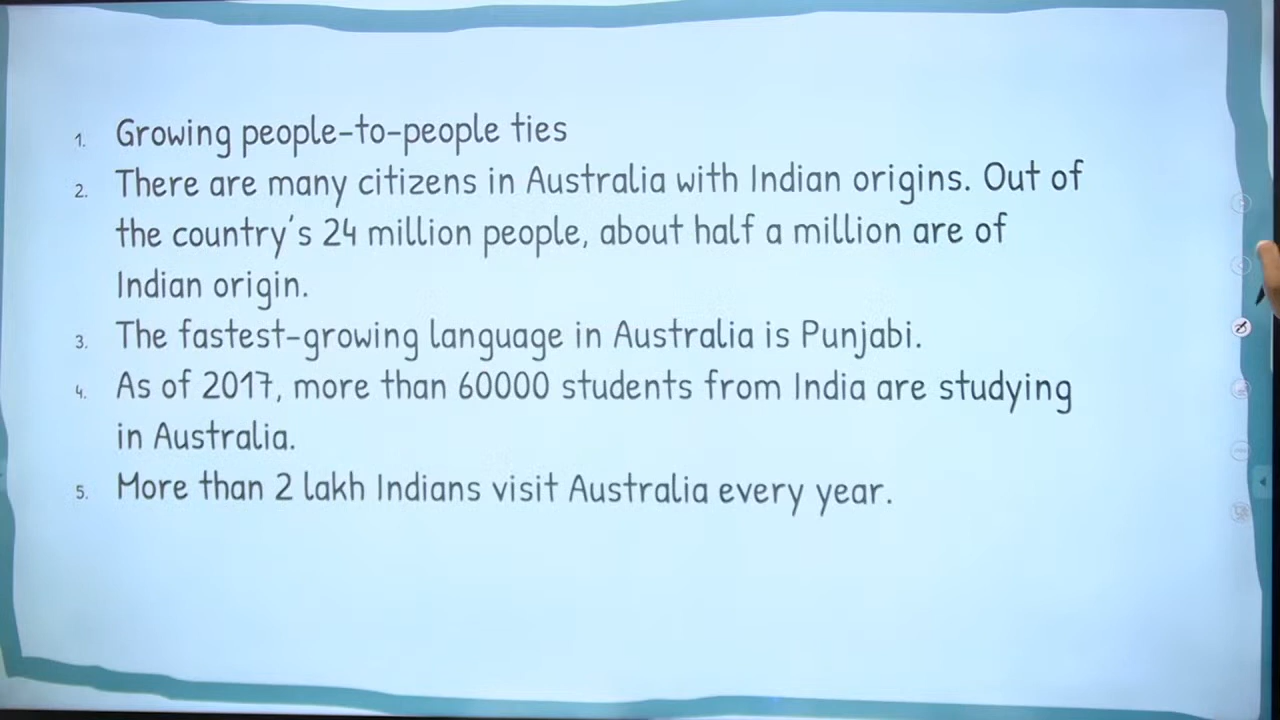 1. Growing people-to-people ties
2. There are many citizens in Australia with Indian origins. Out of
the country's 24 million people, about half a million are of
Indian origin.
3. The fastest-growing language in Australia is Punjabi.
4. As of 2017, more than 60000 students from India are studying
in Australia.
5. More than 2 lakh Indians visit Australia every year.